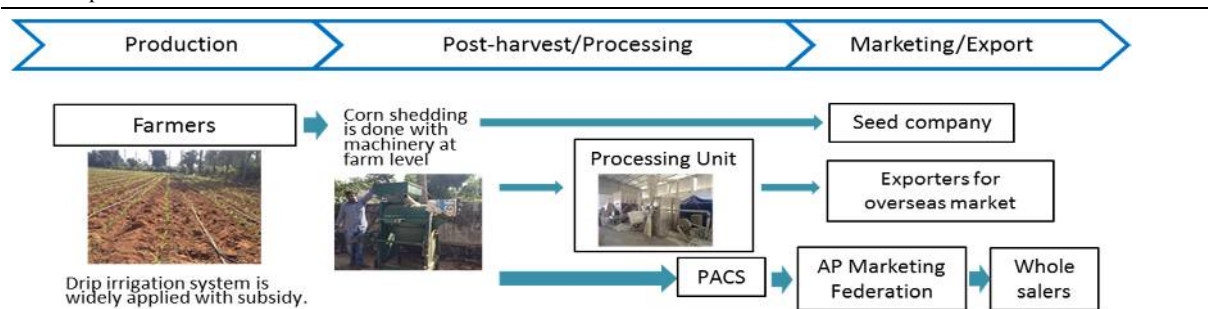 Production
Post-harvest/Processing
Marketing/Export
Farmers
Corn shedding
is done with
machinery at
farm level
Seed company
Processing Unit
Exporters for
overseas market
Drip irrigation system is
widely applied with subsidy.
PACS
AP Marketing
Federation
Whole
salers